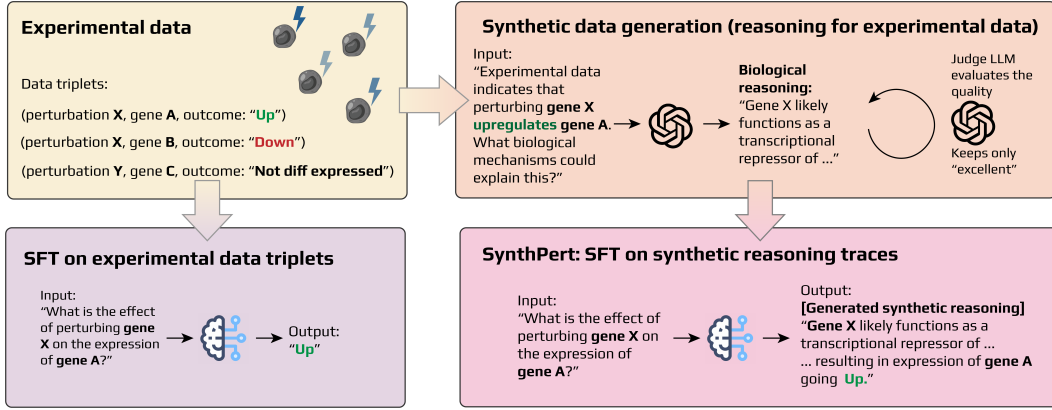 Experimental data
Data triplets:
(perturbation X, gene A, outcome: “Up”)
(perturbation X, gene B, outcome: “Down”)
(perturbation Y, gene C, outcome: “Not diff expressed”)
Synthetic data generation (reasoning for experimental data)
Input:
“Experimental data
indicates that
perturbing gene X
upregulates gene A.
What biological
mechanisms could
explain this?”
Biological
reasoning:
“Gene X likely
functions as a
transcriptional
repressor of ...”
Judge LLM
evaluates the
quality
Keeps only
“excellent”
SFT on experimental data triplets
Input:
“What is the effect
of perturbing gene
X on the expression
of gene A?”
Output:
“Up”
SynthPert: SFT on synthetic reasoning traces
Input:
“What is the effect of
perturbing gene X on
the expression of
gene A?”
Output:
[Generated synthetic reasoning]
“Gene X likely functions as a
transcriptional repressor of ...
... resulting in expression of gene A
going Up.”